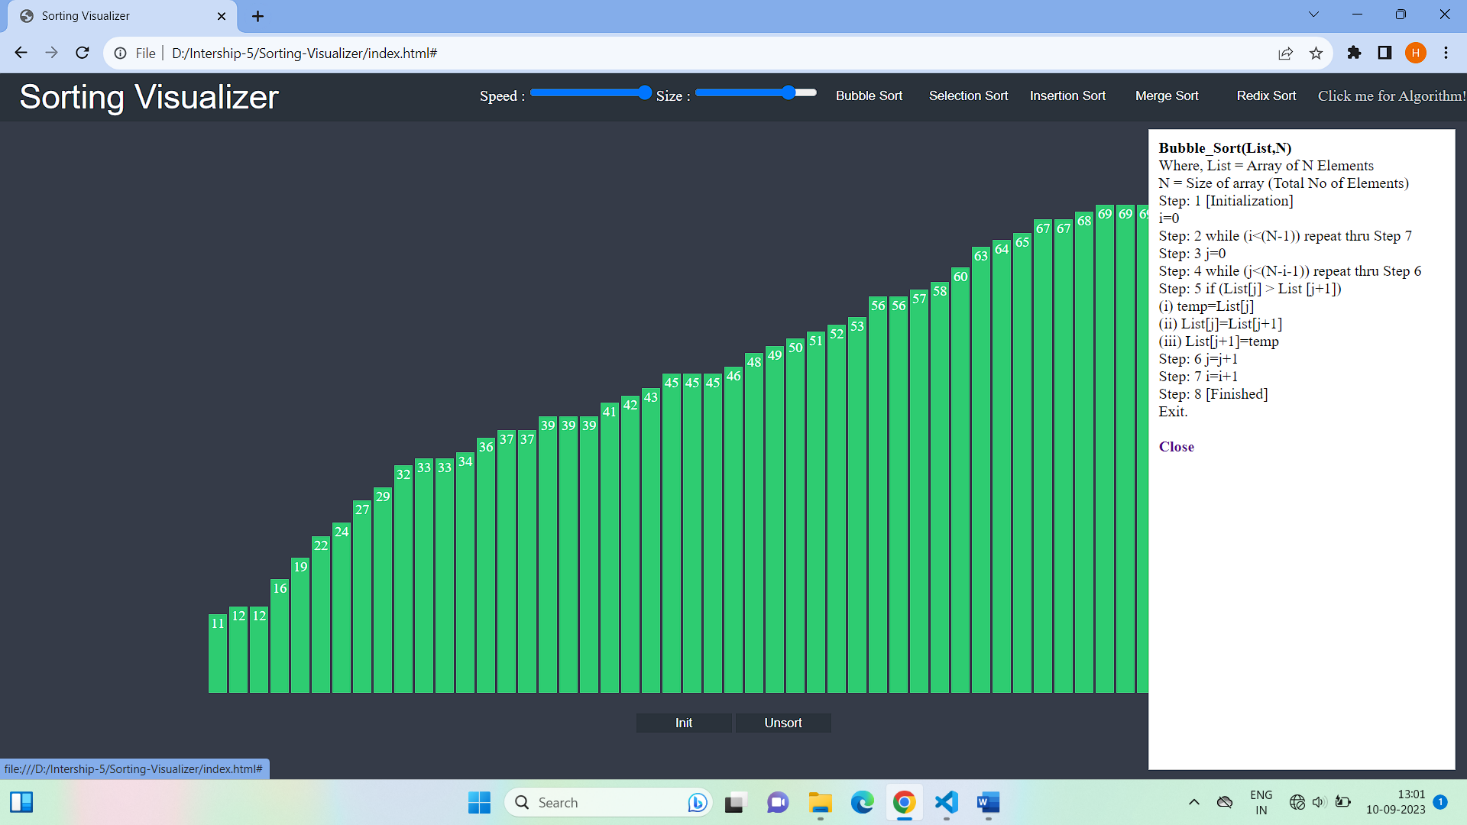 Sorting Visualizer
File | D:/Intership-5/Sorting-Visualizer/index.html#
H
Sorting Visualizer
Speed : Size : Bubble Sort Selection Sort Insertion Sort Merge Sort Redix Sort Click me for Algorithm!
Bubble_Sort(List,N)
Where, List = Array of N Elements
N = Size of array (Total No of Elements)
Step: 1 [Initialization]
i=0
Step: 2 while (i<(N-1)) repeat thru Step 7
Step: 3 j=0
Step: 4 while (j<(N-i-1)) repeat thru Step 6
Step: 5 if (List[j] > List [j+1])
(i) temp=List[j]
(ii) List[j]=List[j+1]
(iii) List[j+1]=temp
Step: 6 j=j+1
Step: 7 i=i+1
Step: 8 [Finished]
Exit.
Close
11 12 12 16 19 22 24 27 29 32 33 33 34 36 37 37 39 39 39 41 42 43 45 45 45 46 48 49 50 51 52 53 56 56 57 58 60 63 64 65 67 67 68 69 69
Init Unsort
file:///D:/Intership-5/Sorting-Visualizer/index.html#
Search
ENG
IN
13:01
10-09-2023
1